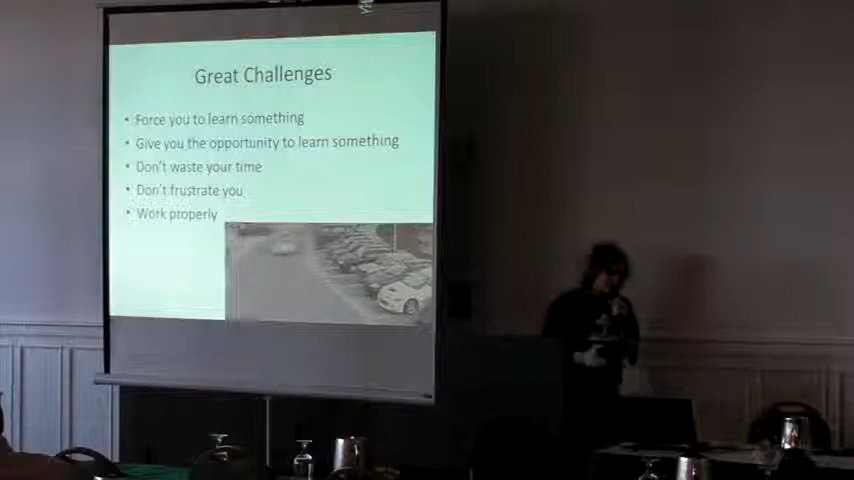 Great Challenges
• Force you to learn something
• Give you the opportunity to learn something
• Don't waste your time
• Don't frustrate you
• Work properly